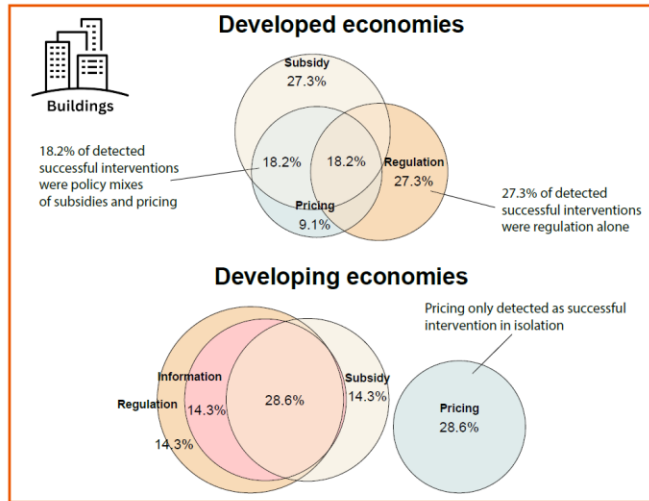 Developed economies
Buildings
Subsidy
27.3%
18.2% of detected
successful interventions
were policy mixes
of subsidies and pricing
18.2%
18.2%
Regulation
27.3%
Pricing
9.1%
27.3% of detected
successful interventions
were regulation alone
Developing economies
Pricing only detected as successful
intervention in isolation
Information
Regulation
14.3%
14.3%
28.6%
Subsidy
14.3%
Pricing
28.6%